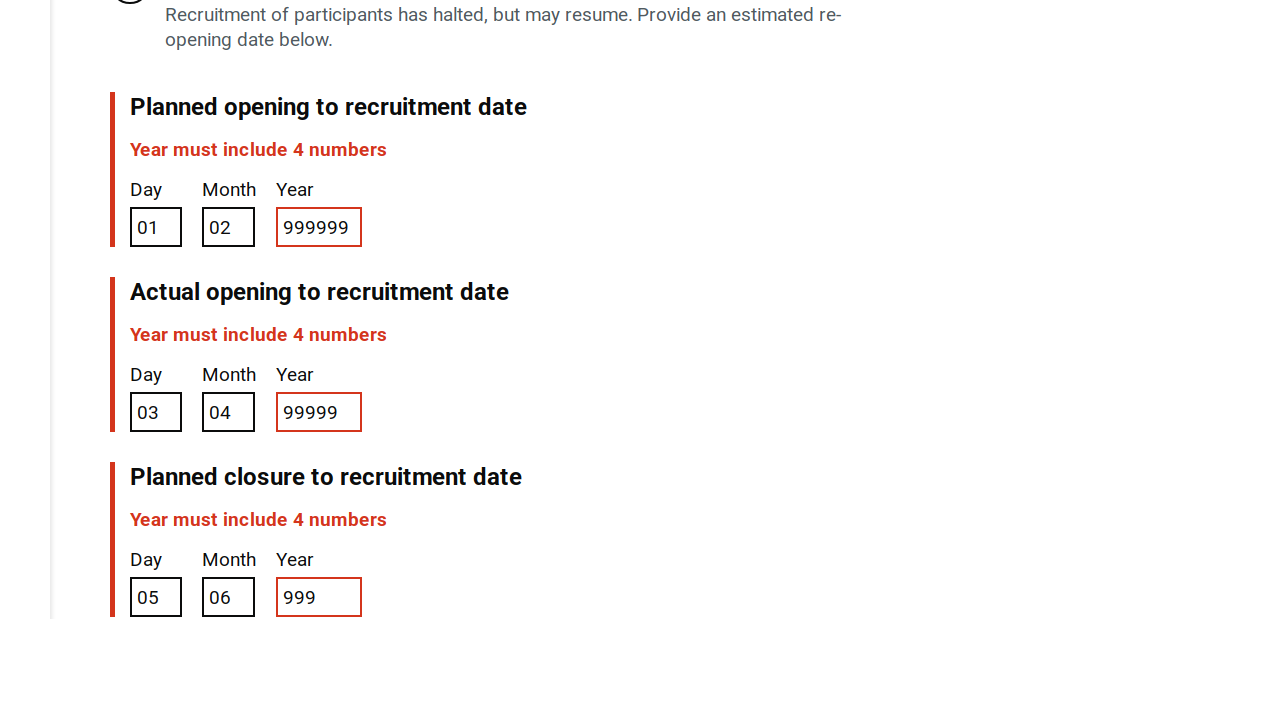 Recruitment of participants has halted, but may resume. Provide an estimated re-
opening date below.
Planned opening to recruitment date
Year must include 4 numbers
Day Month Year
01 02 999999
Actual opening to recruitment date
Year must include 4 numbers
Day Month Year
03 04 99999
Planned closure to recruitment date
Year must include 4 numbers
Day Month Year
05 06 999